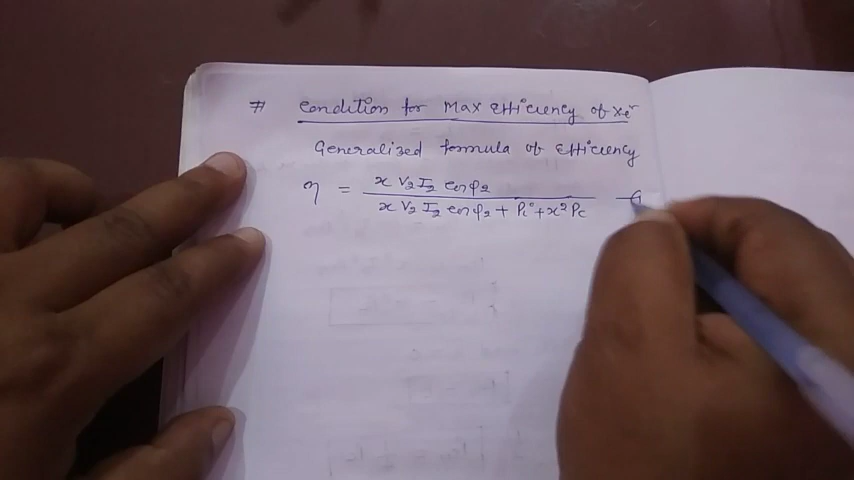 # Condition for Max Efficiency of Xer
Generalized formula of Efficiency
η = x V₂ I₂ cosφ₂ / x V₂ I₂ cosφ₂ + Pi + x² Pc